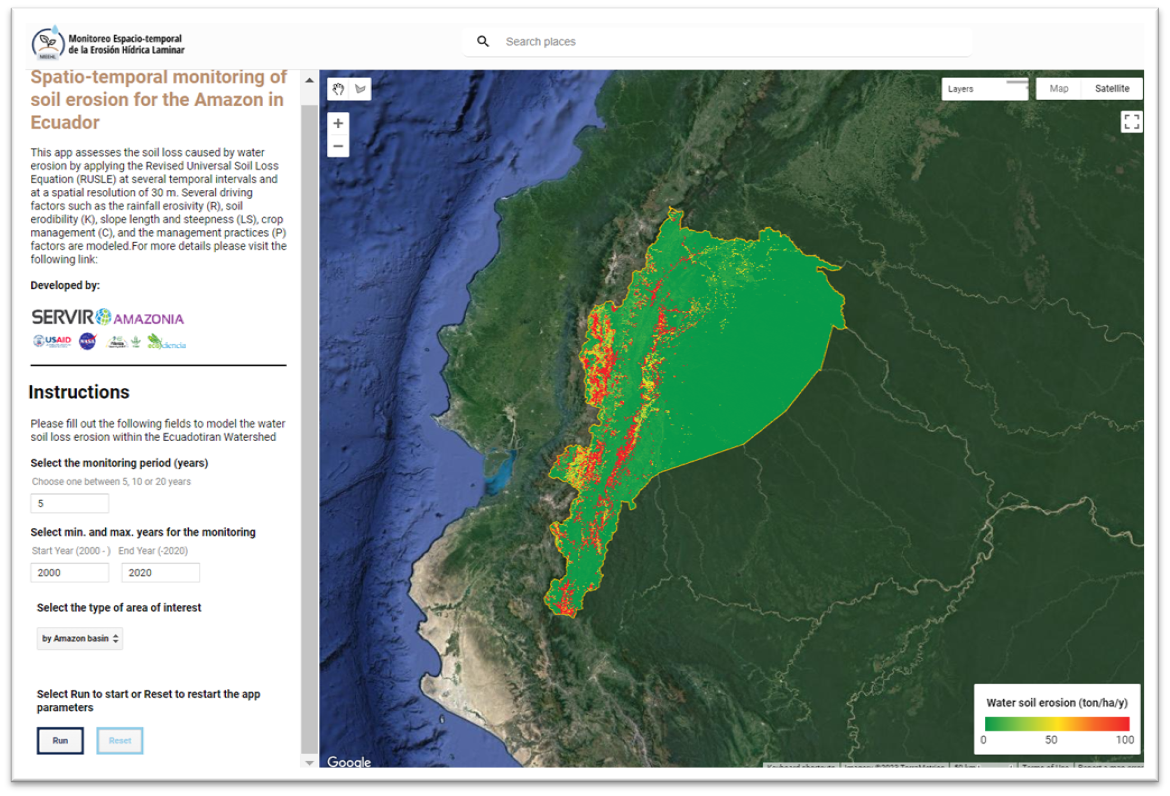 Monitoreo Espacio-temporal
de la Erosión Hídrica Laminar
Search places
Spatio-temporal monitoring of
soil erosion for the Amazon in
Ecuador
This app assesses the soil loss caused by water
erosion by applying the Revised Universal Soil Loss
Equation (RUSLE) at several temporal intervals and
at a spatial resolution of 30 m. Several driving
factors such as the rainfall erosivity (R), soil
erodibility (K), slope length and steepness (LS), crop
management (C), and the management practices (P)
factors are modeled.For more details please visit the
following link:
Developed by:
SERVIR AMAZONIA
USAID NASA ecociencia
Instructions
Please fill out the following fields to model the water
soil loss erosion within the Ecuadotiran Watershed
Select the monitoring period (years)
Choose one between 5, 10 or 20 years
5
Select min. and max. years for the monitoring
Start Year (2000 - ) End Year (-2020)
2000 2020
Select the type of area of interest
by Amazon basin
Select Run to start or Reset to restart the app
parameters
Run Reset
Layers
Map Satellite
+
−
Water soil erosion (ton/ha/y)
0 50 100
Google